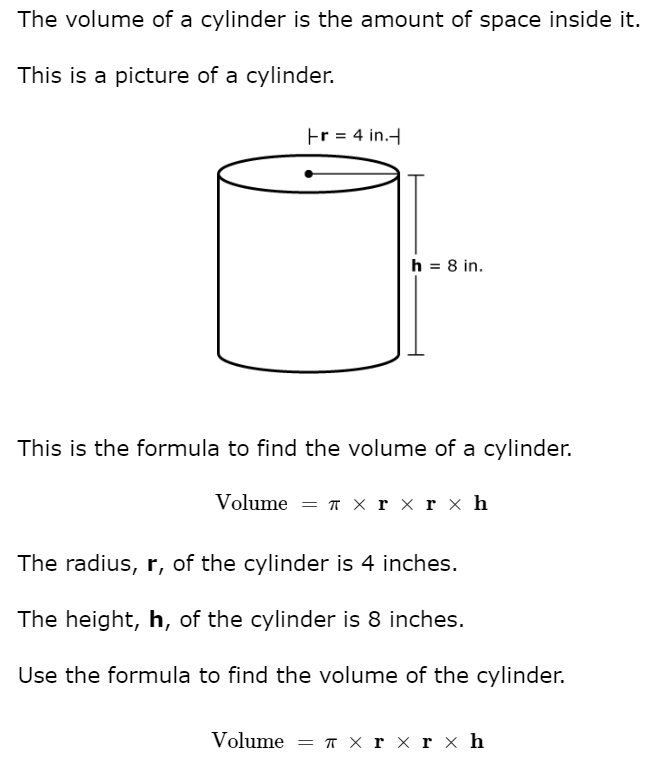 The volume of a cylinder is the amount of space inside it.
This is a picture of a cylinder.
r = 4 in.
h = 8 in.
This is the formula to find the volume of a cylinder.
Volume = π × r × r × h
The radius, r, of the cylinder is 4 inches.
The height, h, of the cylinder is 8 inches.
Use the formula to find the volume of the cylinder.
Volume = π × r × r × h